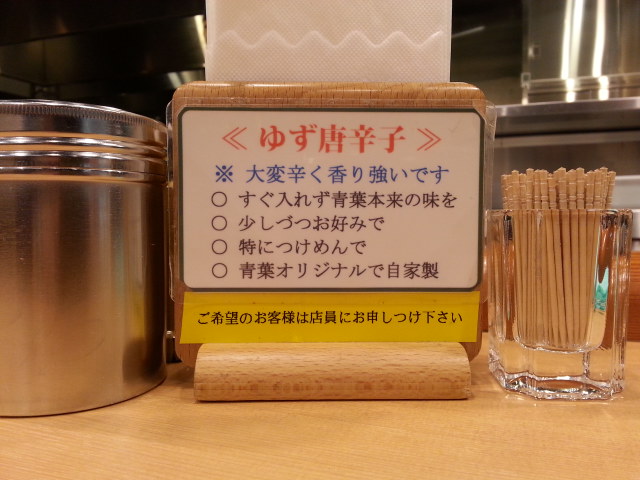 ≪ ゆず唐辛子 ≫
※ 大変辛く香り強いです
○ すぐ入れず青葉本来の味を
○ 少しづつお好みで
○ 特につけめんで
○ 青葉オリジナルで自家製
ご希望のお客様は店員にお申しつけ下さい